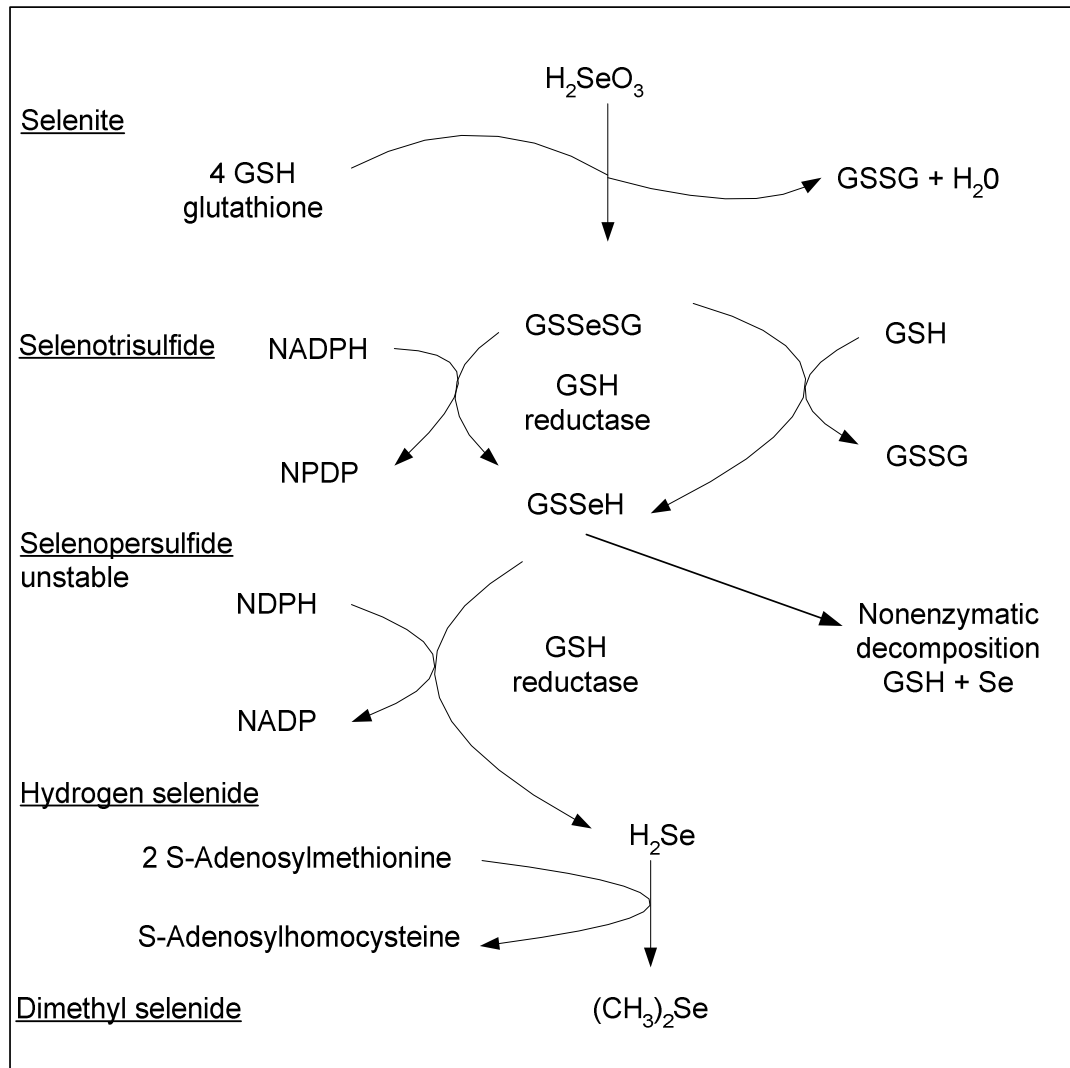 H₂SeO₃
Selenite
4 GSH
glutathione
GSSG + H₂0
Selenotrisulfide
NADPH
GSSeSG
GSH
GSH
reductase
GSSG
NPDP
GSSeH
Selenopersulfide
unstable
NDPH
Nonenzymatic
decomposition
GSH + Se
GSH
reductase
NADP
Hydrogen selenide
H₂Se
2 S-Adenosylmethionine
S-Adenosylhomocysteine
Dimethyl selenide
(CH₃)₂Se